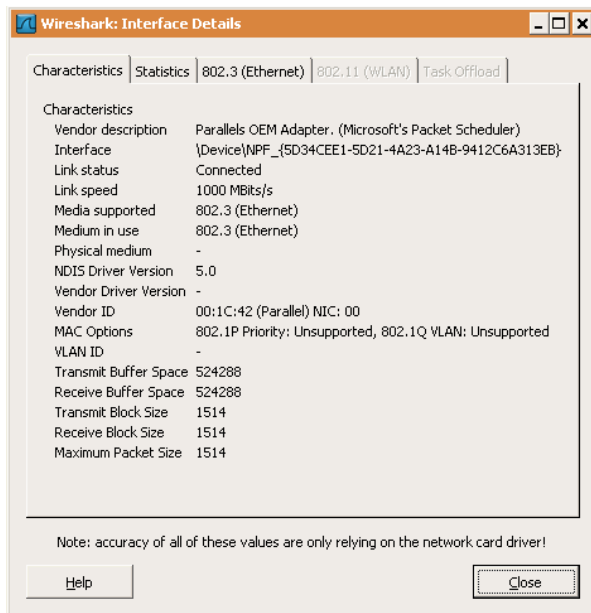 Wireshark: Interface Details
Characteristics Statistics 802.3 (Ethernet) 802.11 (WLAN) Task Offload
Characteristics
Vendor description Parallels OEM Adapter. (Microsoft's Packet Scheduler)
Interface \Device\NPF_{5D34CEE1-5D21-4A23-A14B-9412C6A313EB}
Link status Connected
Link speed 1000 MBits/s
Media supported 802.3 (Ethernet)
Medium in use 802.3 (Ethernet)
Physical medium -
NDIS Driver Version 5.0
Vendor Driver Version -
Vendor ID 00:1C:42 (Parallel) NIC: 00
MAC Options 802.1P Priority: Unsupported, 802.1Q VLAN: Unsupported
VLAN ID -
Transmit Buffer Space 524288
Receive Buffer Space 524288
Transmit Block Size 1514
Receive Block Size 1514
Maximum Packet Size 1514
Note: accuracy of all of these values are only relying on the network card driver!
Help Close